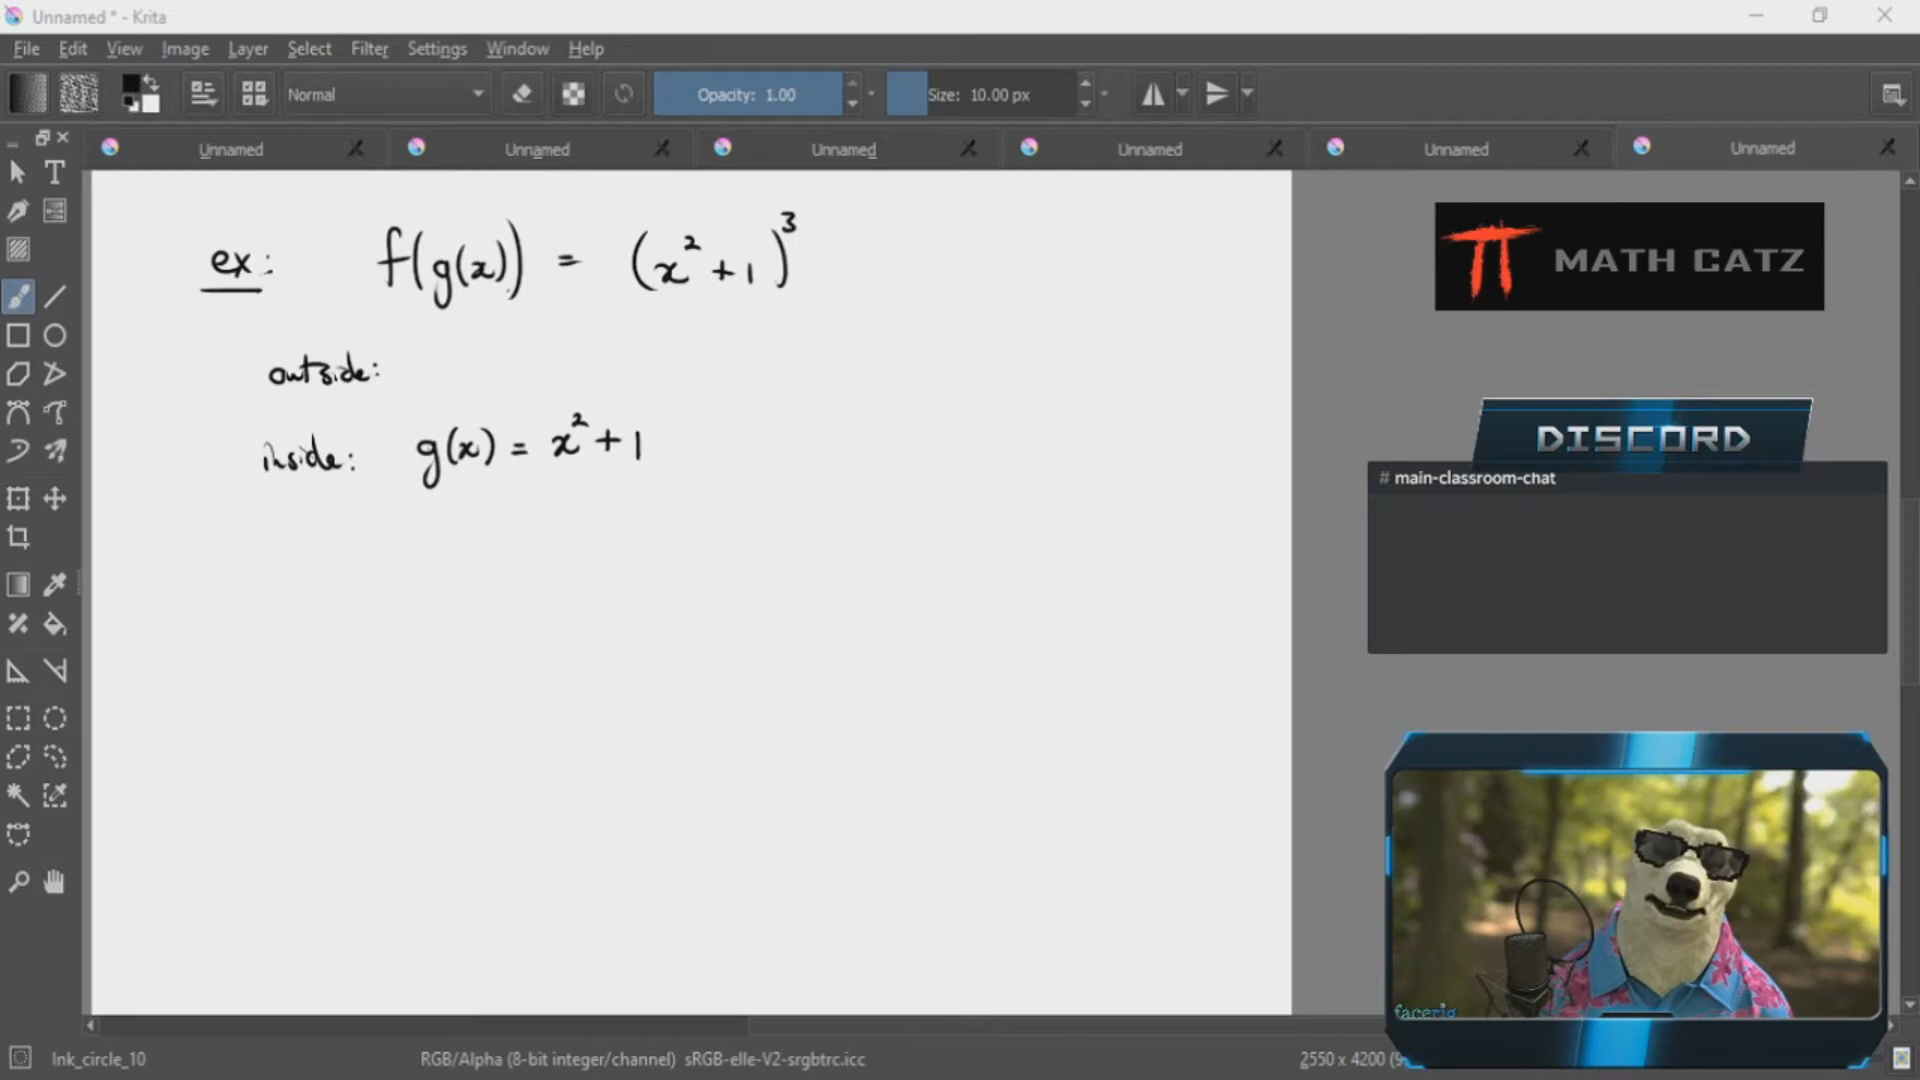 Unnamed * - Krita
File Edit View Image Layer Select Filter Settings Window Help
Normal Opacity: 1.00 Size: 10.00 px
Unnamed Unnamed Unnamed Unnamed Unnamed Unnamed
ex: f(g(x)) = (x²+1)³
outside:
inside: g(x) = x²+1
π MATH CATZ
DISCORD
# main-classroom-chat
facerig
Ink_circle_10 RGB/Alpha (8-bit integer/channel) sRGB-elle-V2-srgbtrc.icc 2550 x 4200